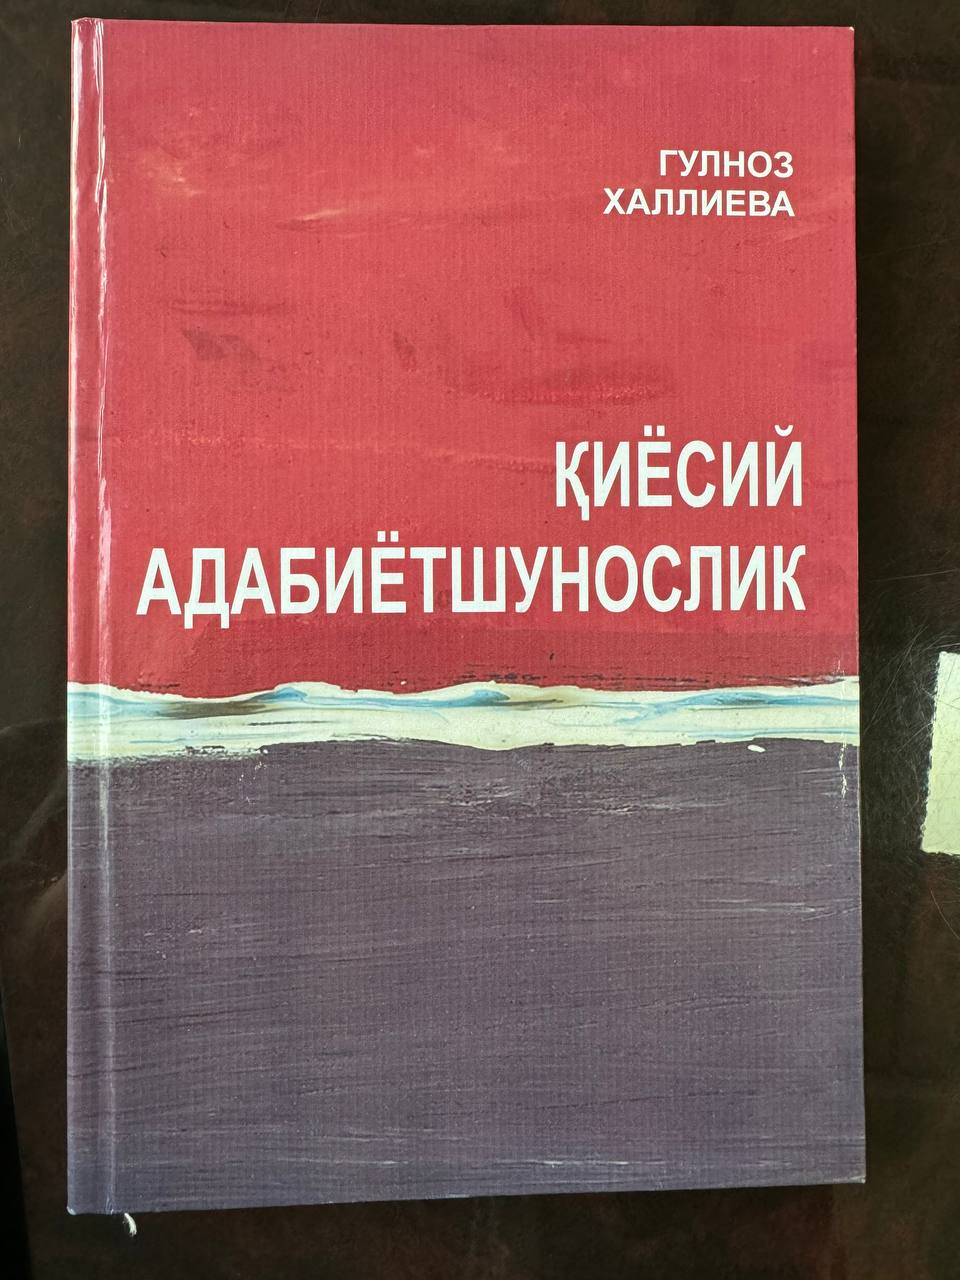 ГУЛНОЗ
ХАЛЛИЕВА
ҚИЁСИЙ
АДАБИЁТШУНОСЛИК